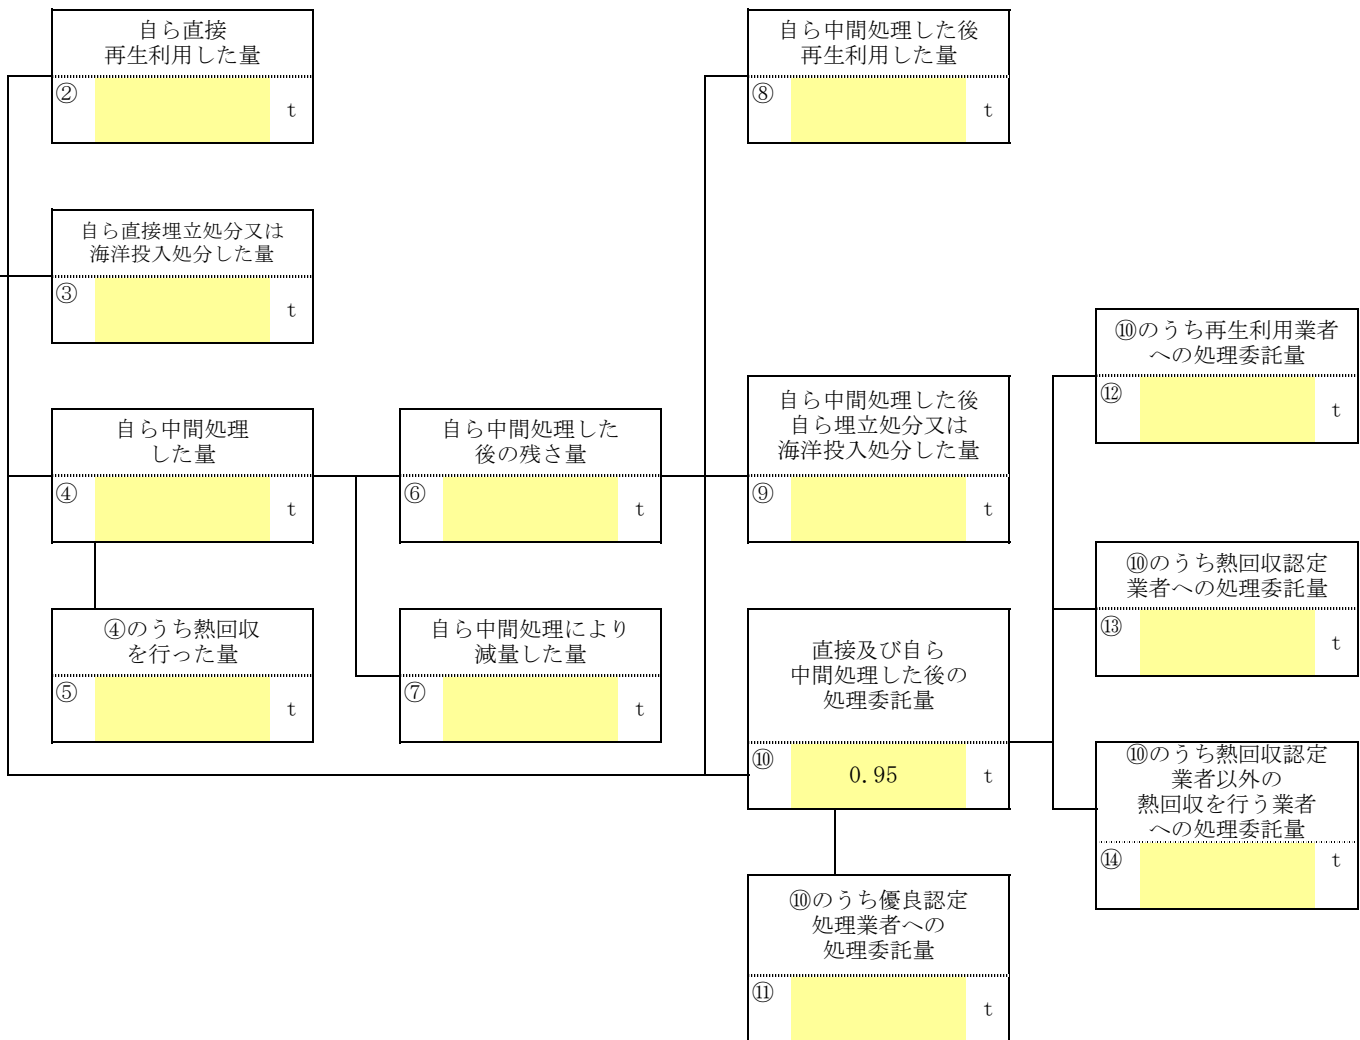 自ら直接
再生利用した量
②
t
自ら中間処理した後
再生利用した量
⑧
t
自ら直接埋立処分又は
海洋投入処分した量
③
t
⑩のうち再生利用業者
への処理委託量
⑫
t
自ら中間処理
した量
④
t
自ら中間処理した
後の残さ量
⑥
t
自ら中間処理した後
自ら埋立処分又は
海洋投入処分した量
⑨
t
⑩のうち熱回収認定
業者への処理委託量
⑬
t
④のうち熱回収
を行った量
⑤
t
自ら中間処理により
減量した量
⑦
t
直接及び自ら
中間処理した後の
処理委託量
⑩ 0.95 t
⑩のうち熱回収認定
業者以外の
熱回収を行う業者
への処理委託量
⑭
t
⑩のうち優良認定
処理業者への
処理委託量
⑪
t